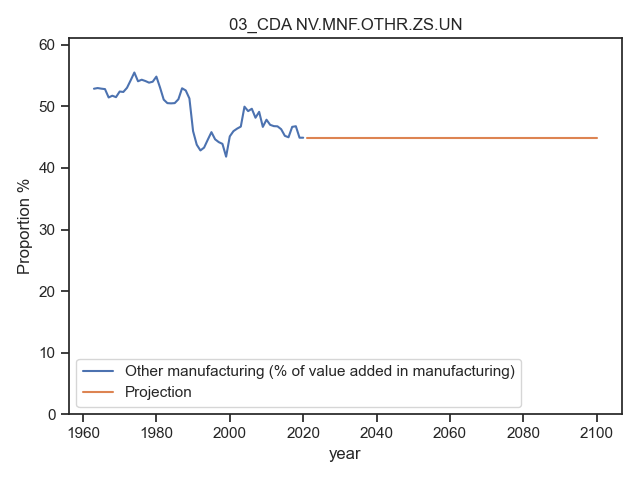 03_CDA NV.MNF.OTHR.ZS.UN
60
50
40
30
20
10
0
Proportion %
Other manufacturing (% of value added in manufacturing)
Projection
1960 1980 2000 2020 2040 2060 2080 2100
year